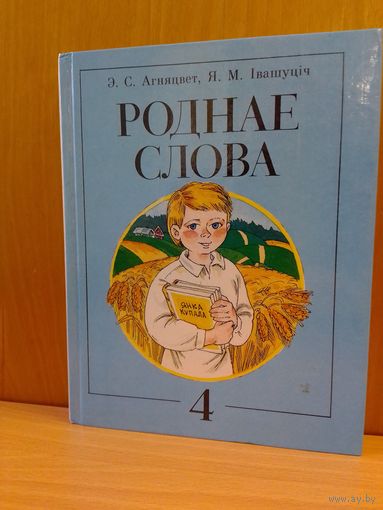 Э. С. Агняцвет, Я. М. Івашуціч
РОДНАЕ
СЛОВА
ЯНКА
КУПАЛА
4
www.ay.by